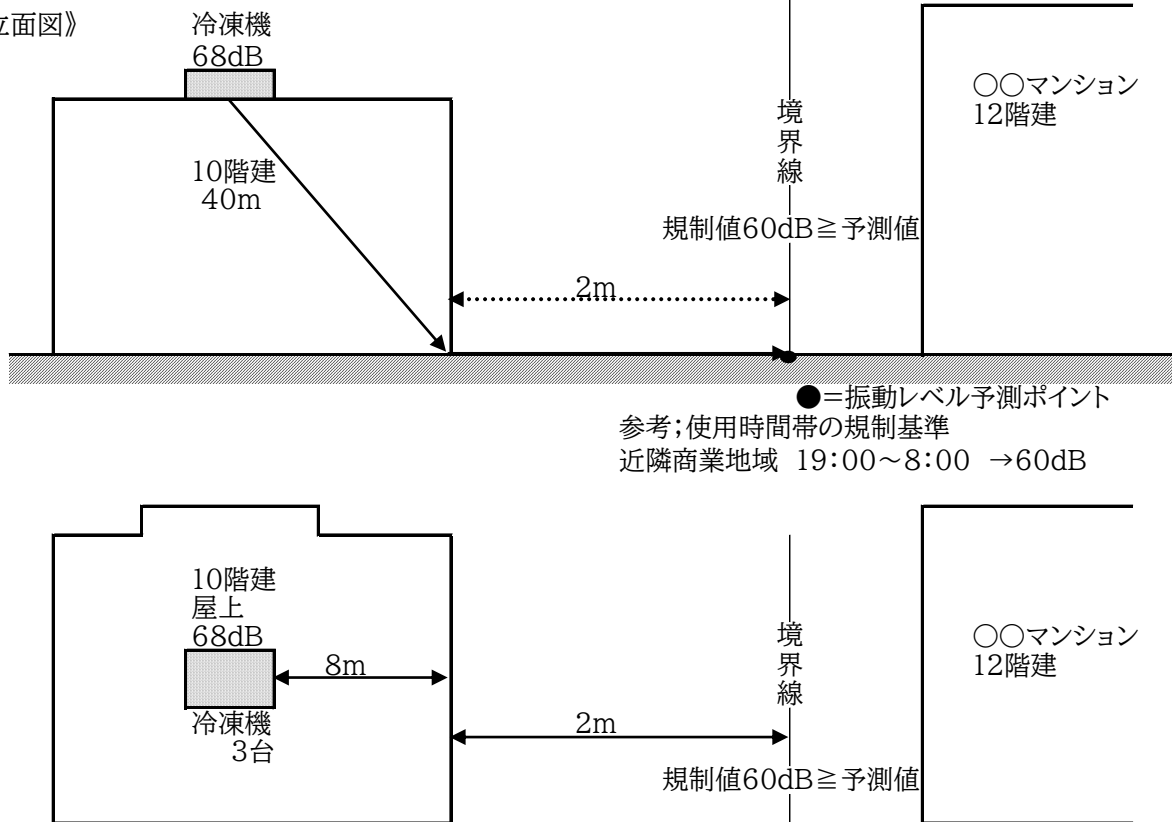 立面図》
冷凍機
68dB
○○マンション
12階建
境界線
10階建
40m
規制値60dB≧予測値
2m
●=振動レベル予測ポイント
参考;使用時間帯の規制基準
近隣商業地域 19:00~8:00 →60dB
10階建
屋上
68dB
8m
冷凍機
3台
境界線
○○マンション
12階建
2m
規制値60dB≧予測値